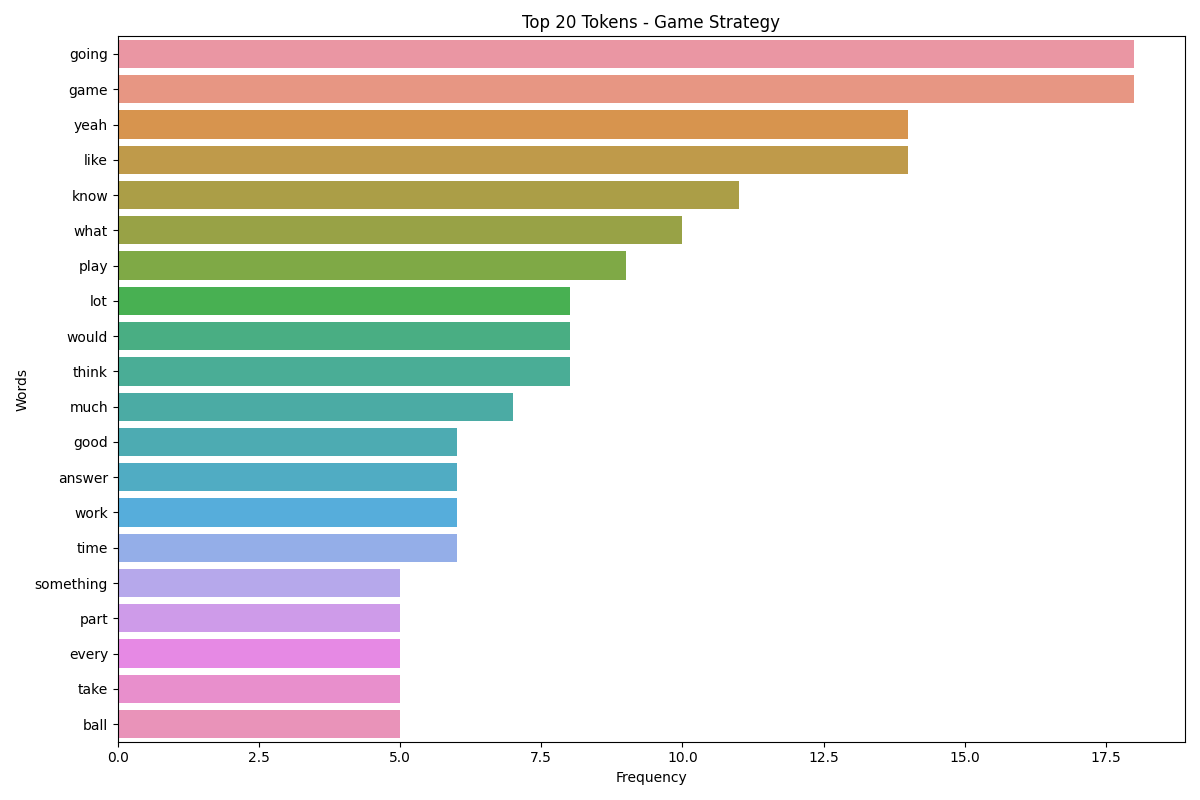 Top 20 Tokens - Game Strategy
going
game
yeah
like
know
what
play
lot
would
think
much
good
answer
work
time
something
part
every
take
ball
Words
0.0 2.5 5.0 7.5 10.0 12.5 15.0 17.5
Frequency